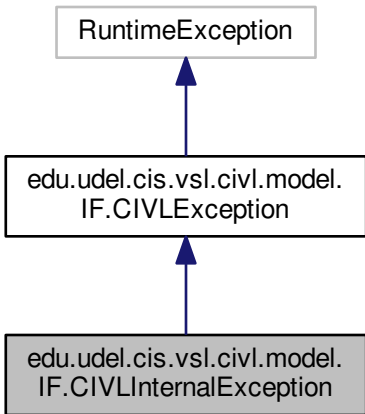 RuntimeException
edu.udel.cis.vsl.civl.model.
IF.CIVLException
edu.udel.cis.vsl.civl.model.
IF.CIVLInternalException